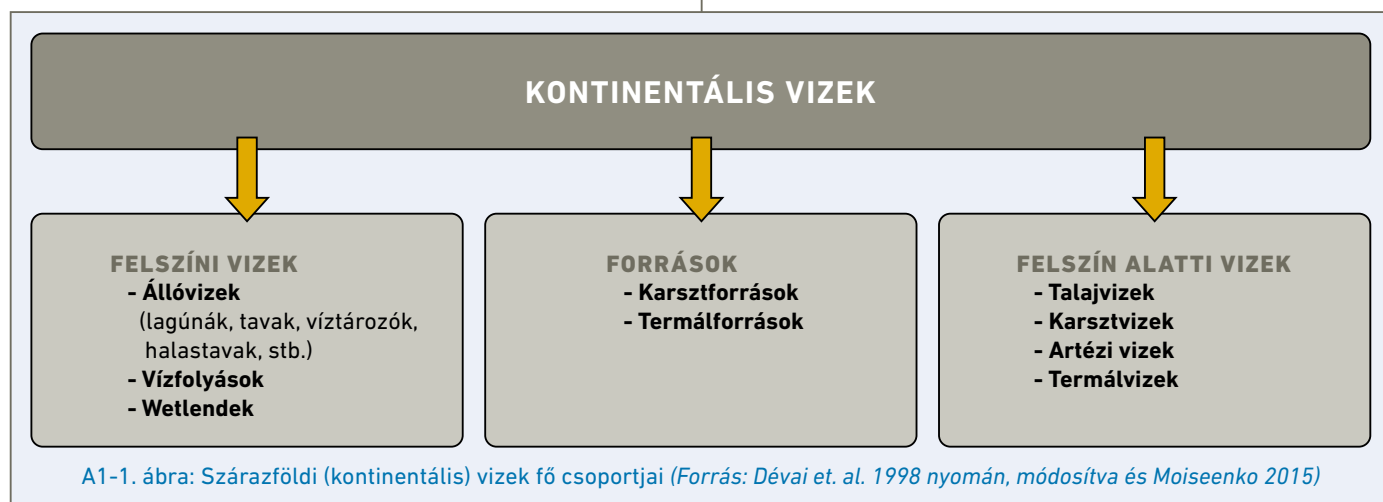 KONTINENTÁLIS VIZEK
FELSZÍNI VIZEK
- Állóvizek
(lagúnák, tavak, víztározók,
halastavak, stb.)
- Vízfolyások
- Wetlendek
FORRÁSOK
- Karsztforrások
- Termálforrások
FELSZÍN ALATTI VIZEK
- Talajvizek
- Karsztvizek
- Artézi vizek
- Termálvizek
A1-1. ábra: Szárazföldi (kontinentális) vizek fő csoportjai (Forrás: Dévai et. al. 1998 nyomán, módosítva és Moiseenko 2015)